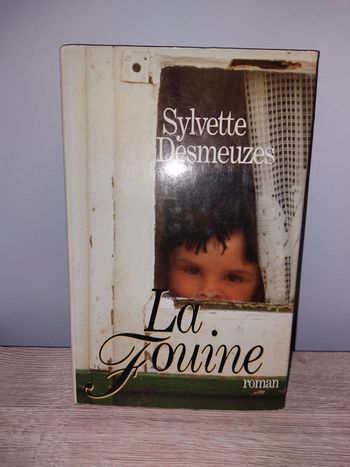 Sylvette
Desmeuzes
La
Fouine
roman